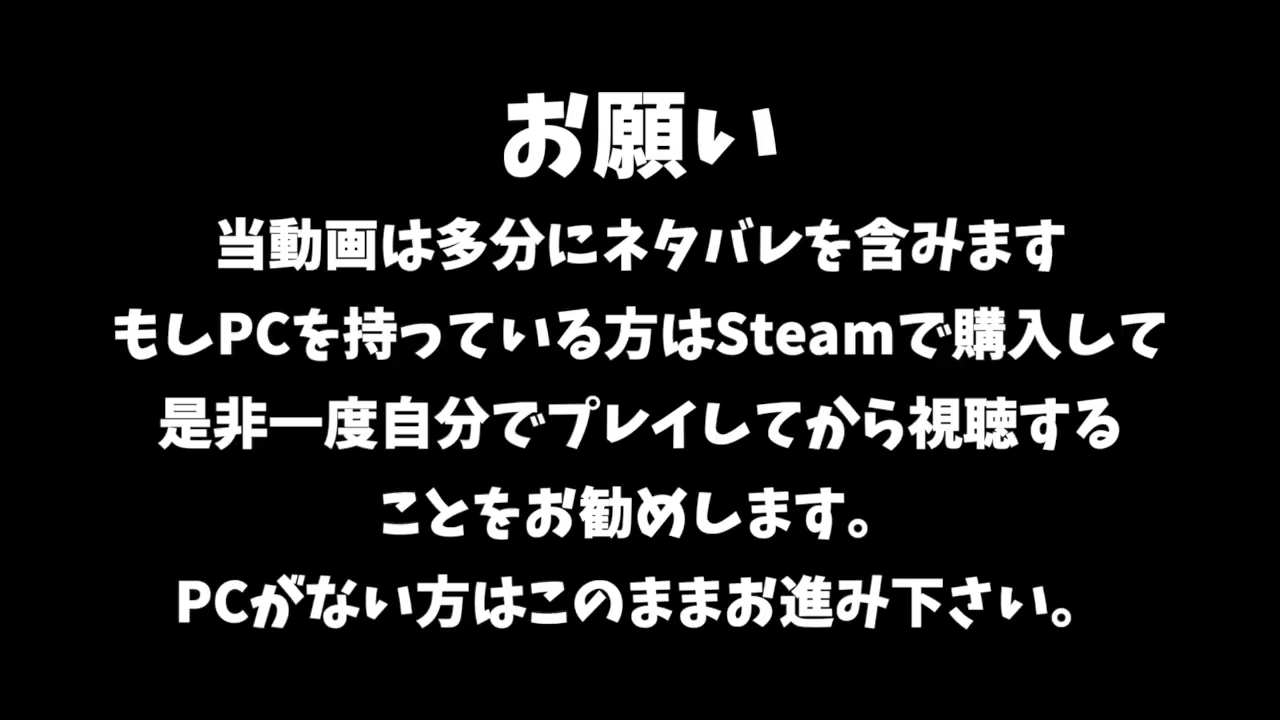 お願い
当動画は多分にネタバレを含みます
もしPCを持っている方はSteamで購入して
是非一度自分でプレイしてから視聴する
ことをお勧めします。
PCがない方はこのままお進み下さい。